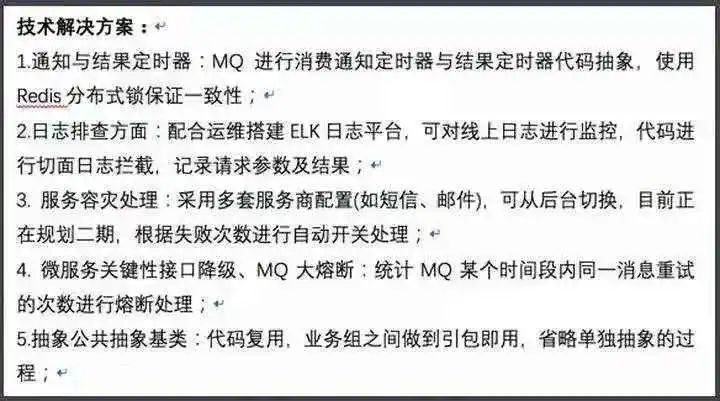 技术解决方案：
1.通知与结果定时器：MQ 进行消费通知定时器与结果定时器代码抽象，使用
Redis 分布式锁保证一致性；
2.日志排查方面：配合运维搭建 ELK 日志平台，可对线上日志进行监控，代码进
行切面日志拦截，记录请求参数及结果；
3. 服务容灾处理：采用多套服务商配置(如短信、邮件)，可从后台切换，目前正
在规划二期，根据失败次数进行自动开关处理；
4. 微服务关键性接口降级、MQ 大熔断：统计 MQ 某个时间段内同一消息重试
的次数进行熔断处理；
5.抽象公共抽象基类：代码复用，业务组之间做到引包即用，省略单独抽象的过
程；